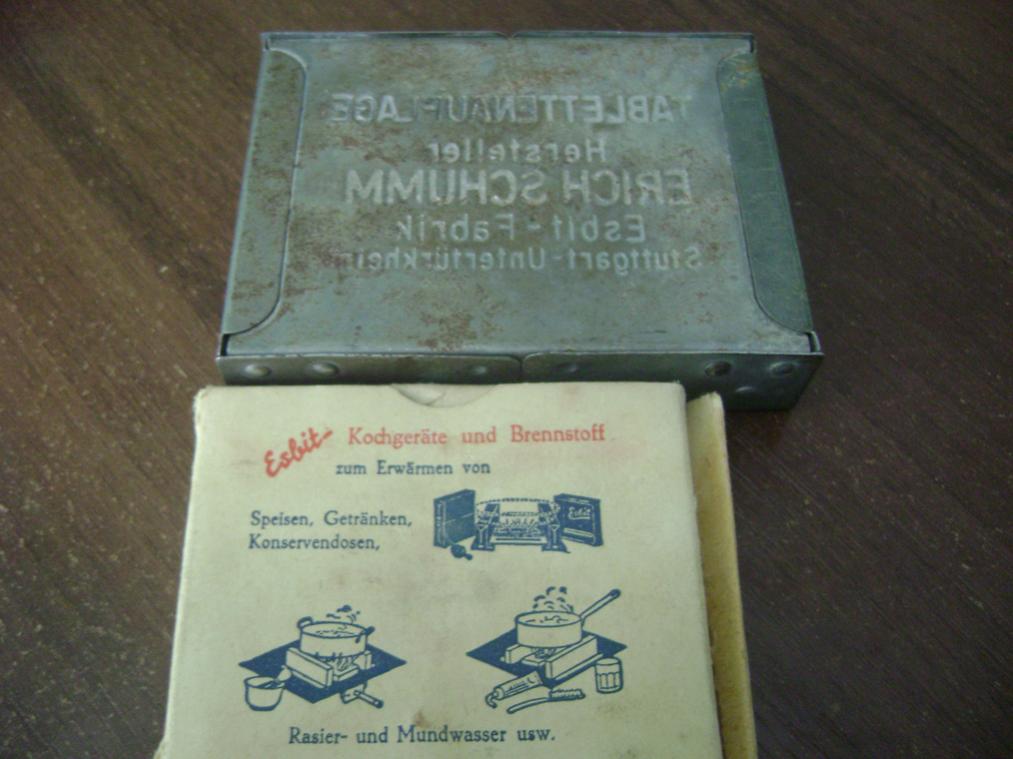 TABLETTENAUFLAGE
Hersteller
ERICH SCHUMM
Esbit-Fabrik
Stuttgart-Untertürkheim
Esbit- Kochgeräte und Brennstoff
zum Erwärmen von
Speisen, Getränken,
Konservendosen,
Esbit
Rasier- und Mundwasser usw.